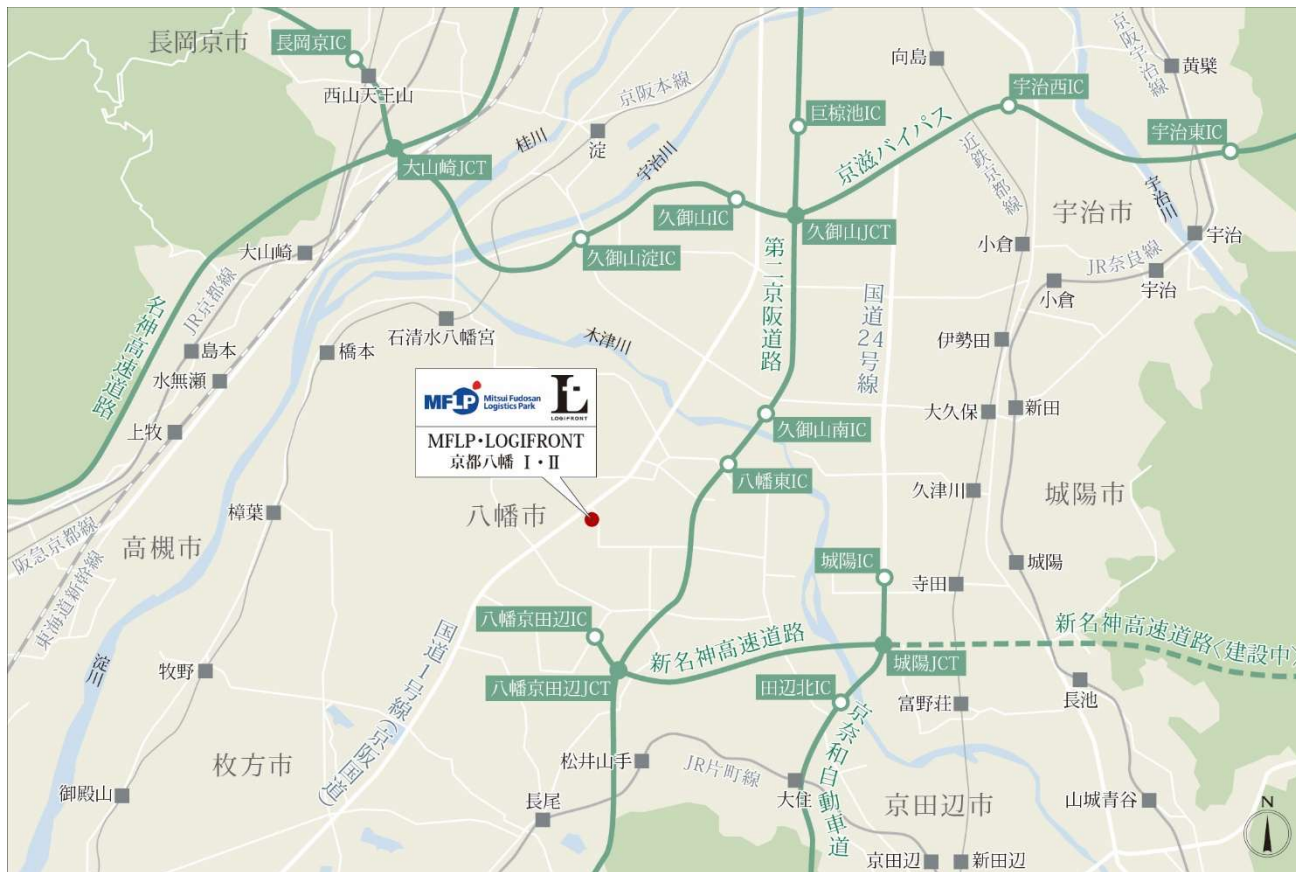 長岡京市
長岡京IC
西山天王山
大山崎JCT
桂川
京阪本線
淀
宇治川
向島
京阪宇治線
黄檗
巨椋池IC
宇治西IC
宇治東IC
京滋バイパス
近鉄京都線
宇治市
宇治川
久御山IC
久御山JCT
久御山淀IC
大山崎
小倉
宇治
JR奈良線
宇治
小倉
名神高速道路
JR京都線
島本
水無瀬
上牧
橋本
石清水八幡宮
木津川
第二京阪道路
国道24号線
伊勢田
大久保
新田
MFLP Mitsui Fudosan
Logistics Park
LOGIFRONT
MFLP・LOGIFRONT
京都八幡 Ⅰ・Ⅱ
久御山南IC
八幡東IC
久津川
城陽市
八幡市
樟葉
阪急京都線
高槻市
東海道新幹線
淀川
城陽IC
寺田
城陽
八幡京田辺IC
八幡京田辺JCT
新名神高速道路
城陽JCT
新名神高速道路〈建設中〉
田辺北IC
富野荘
長池
牧野
国道1号線(京阪国道)
枚方市
御殿山
松井山手
長尾
JR片町線
大住
京奈和自動車道
京田辺市
山城青谷
京田辺
新田辺
N